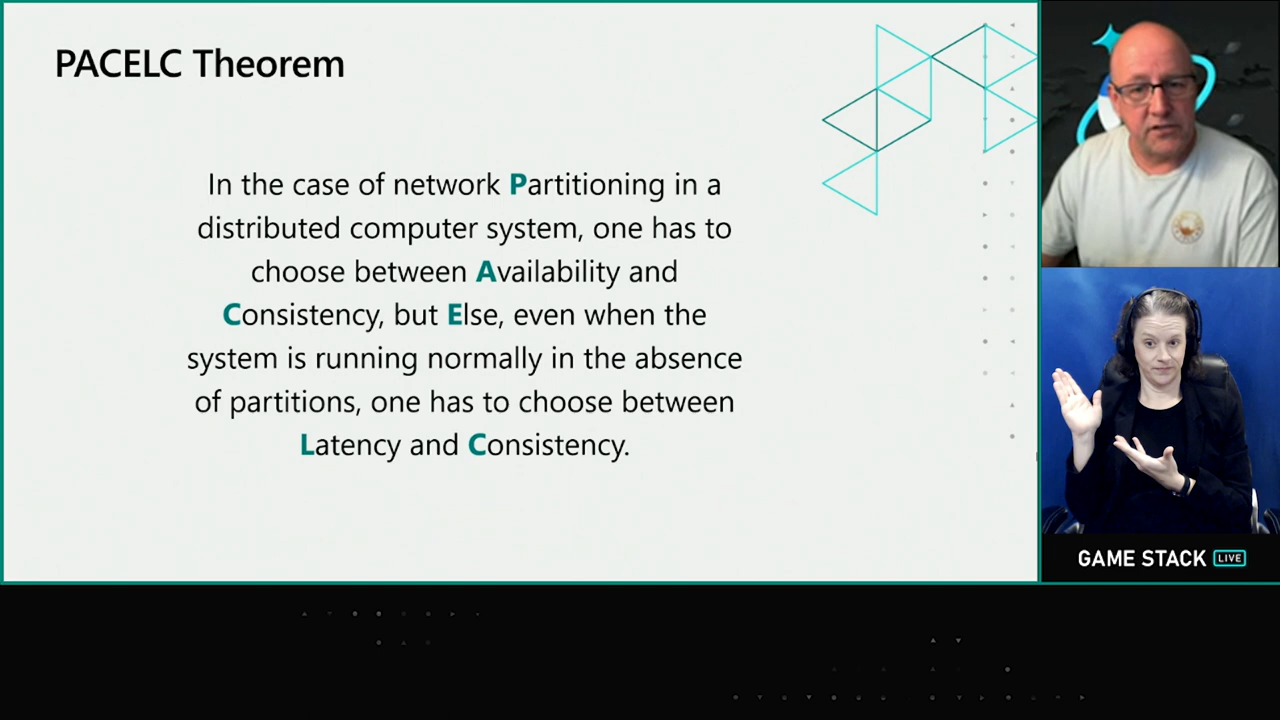 PACELC Theorem
In the case of network Partitioning in a
distributed computer system, one has to
choose between Availability and
Consistency, but Else, even when the
system is running normally in the absence
of partitions, one has to choose between
Latency and Consistency.
GAME STACK LIVE